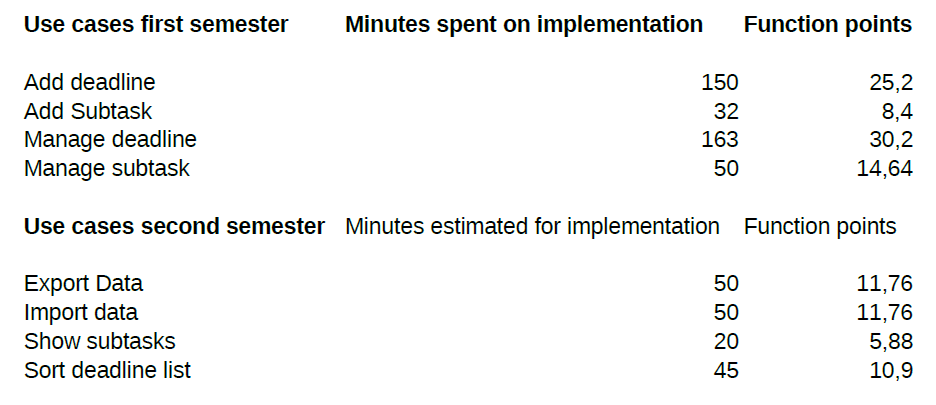 Use cases first semester Minutes spent on implementation Function points
Add deadline 150 25,2
Add Subtask 32 8,4
Manage deadline 163 30,2
Manage subtask 50 14,64
Use cases second semester Minutes estimated for implementation Function points
Export Data 50 11,76
Import data 50 11,76
Show subtasks 20 5,88
Sort deadline list 45 10,9